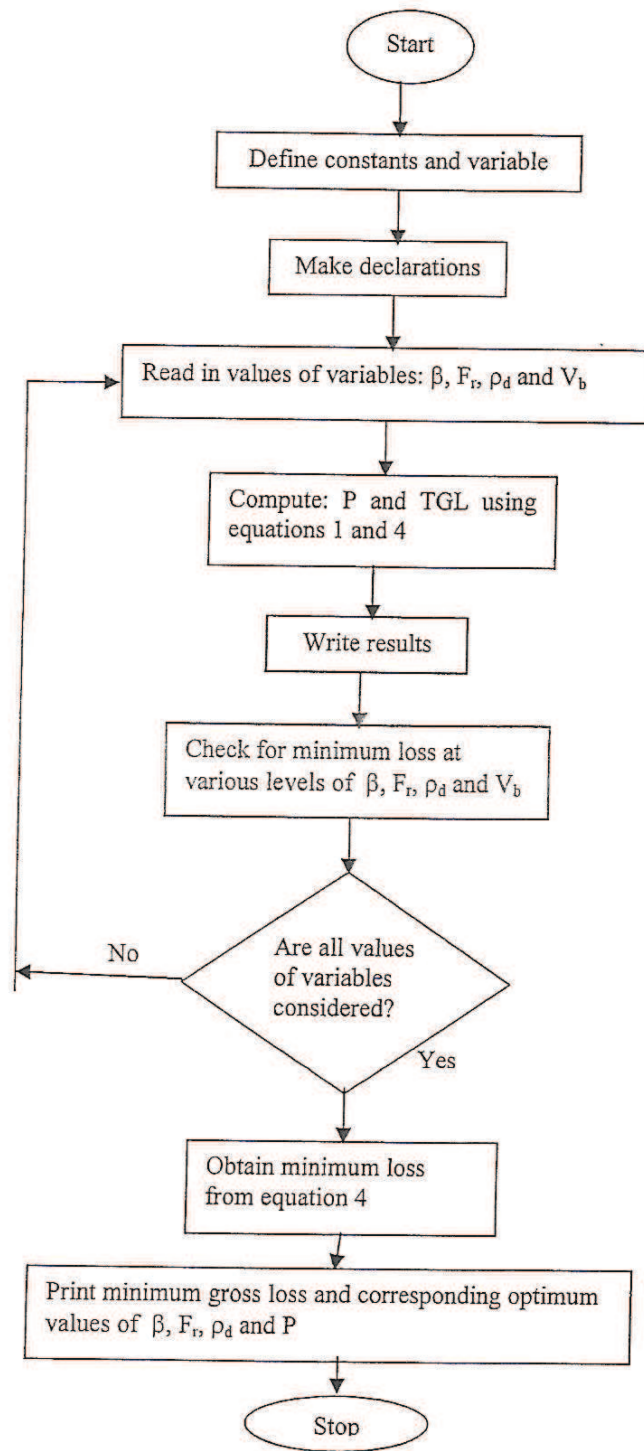 Start
Define constants and variable
Make declarations
Read in values of variables: β, Fᵣ, ρd and Vb
Compute: P and TGL using
equations 1 and 4
Write results
Check for minimum loss at
various levels of β, Fᵣ, ρd and Vb
Are all values
of variables
considered?
No
Yes
Obtain minimum loss
from equation 4
Print minimum gross loss and corresponding optimum
values of β, Fᵣ, ρd and P
Stop